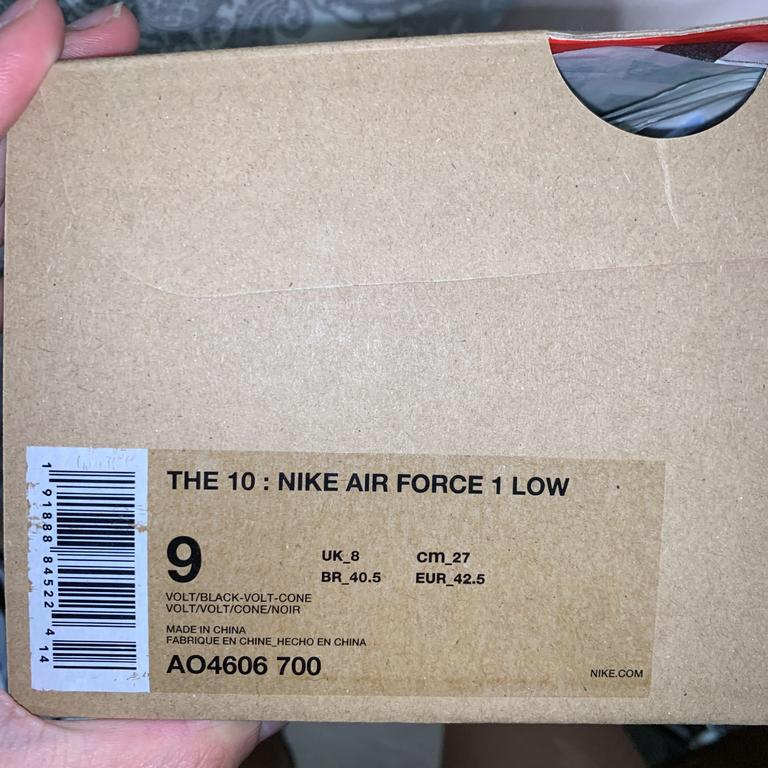 THE 10 : NIKE AIR FORCE 1 LOW
9
UK_8 cm_27
BR_40.5 EUR_42.5
VOLT/BLACK-VOLT-CONE
VOLT/VOLT/CONE/NOIR
MADE IN CHINA
FABRIQUE EN CHINE_HECHO EN CHINA
AO4606 700
NIKE.COM
1 91888 84522 4 14